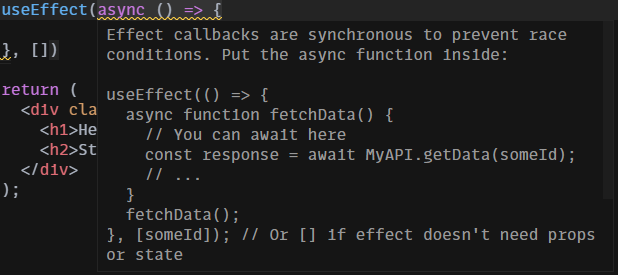 useEffect(async () => {
Effect callbacks are synchronous to prevent race
conditions. Put the async function inside:
}, [])
useEffect(() => {
return (
async function fetchData() {
<div cla
// You can await here
<h1>He
const response = await MyAPI.getData(someId);
<h2>St
// ...
</div>
}
);
fetchData();
}, [someId]); // Or [] if effect doesn't need props
or state